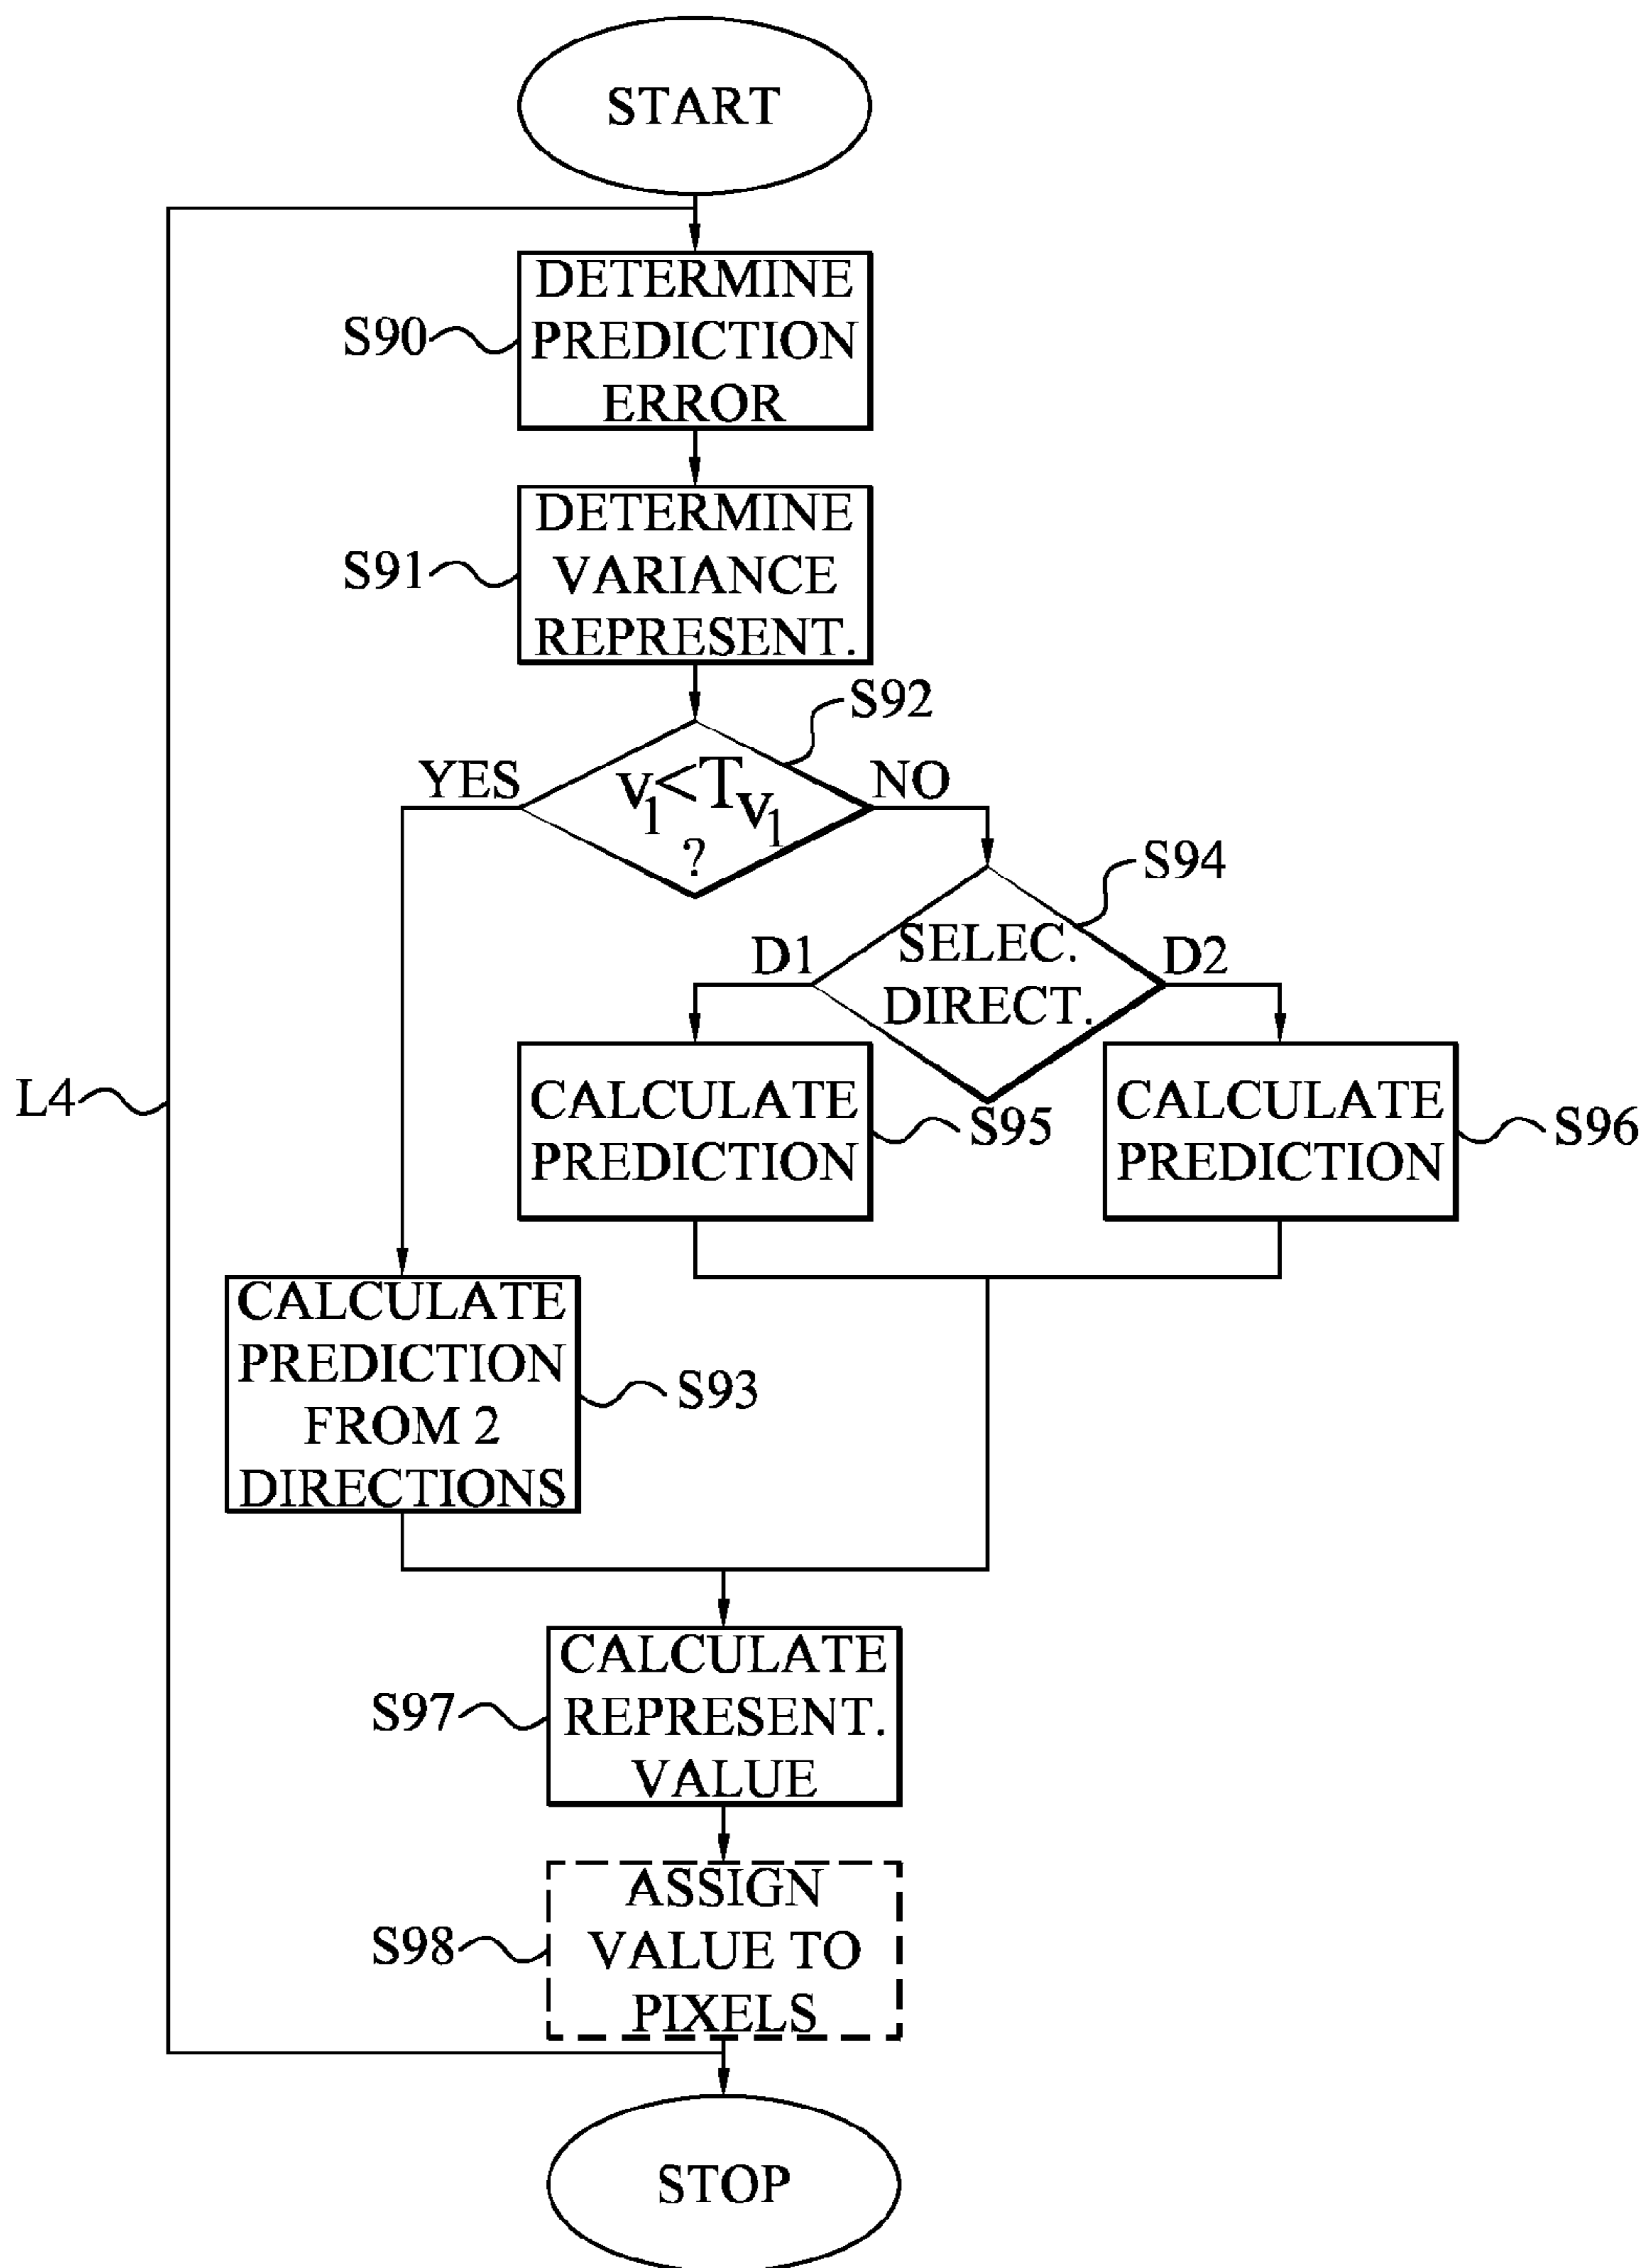 START
S90
DETERMINE
PREDICTION
ERROR
S91
DETERMINE
VARIANCE
REPRESENT.
S92
YES
v1<Tv1
?
NO
S94
D1
SELEC.
DIRECT.
D2
L4
CALCULATE
PREDICTION
S95
CALCULATE
PREDICTION
S96
CALCULATE
PREDICTION
FROM 2
DIRECTIONS
S93
S97
CALCULATE
REPRESENT.
VALUE
S98
ASSIGN
VALUE TO
PIXELS
STOP